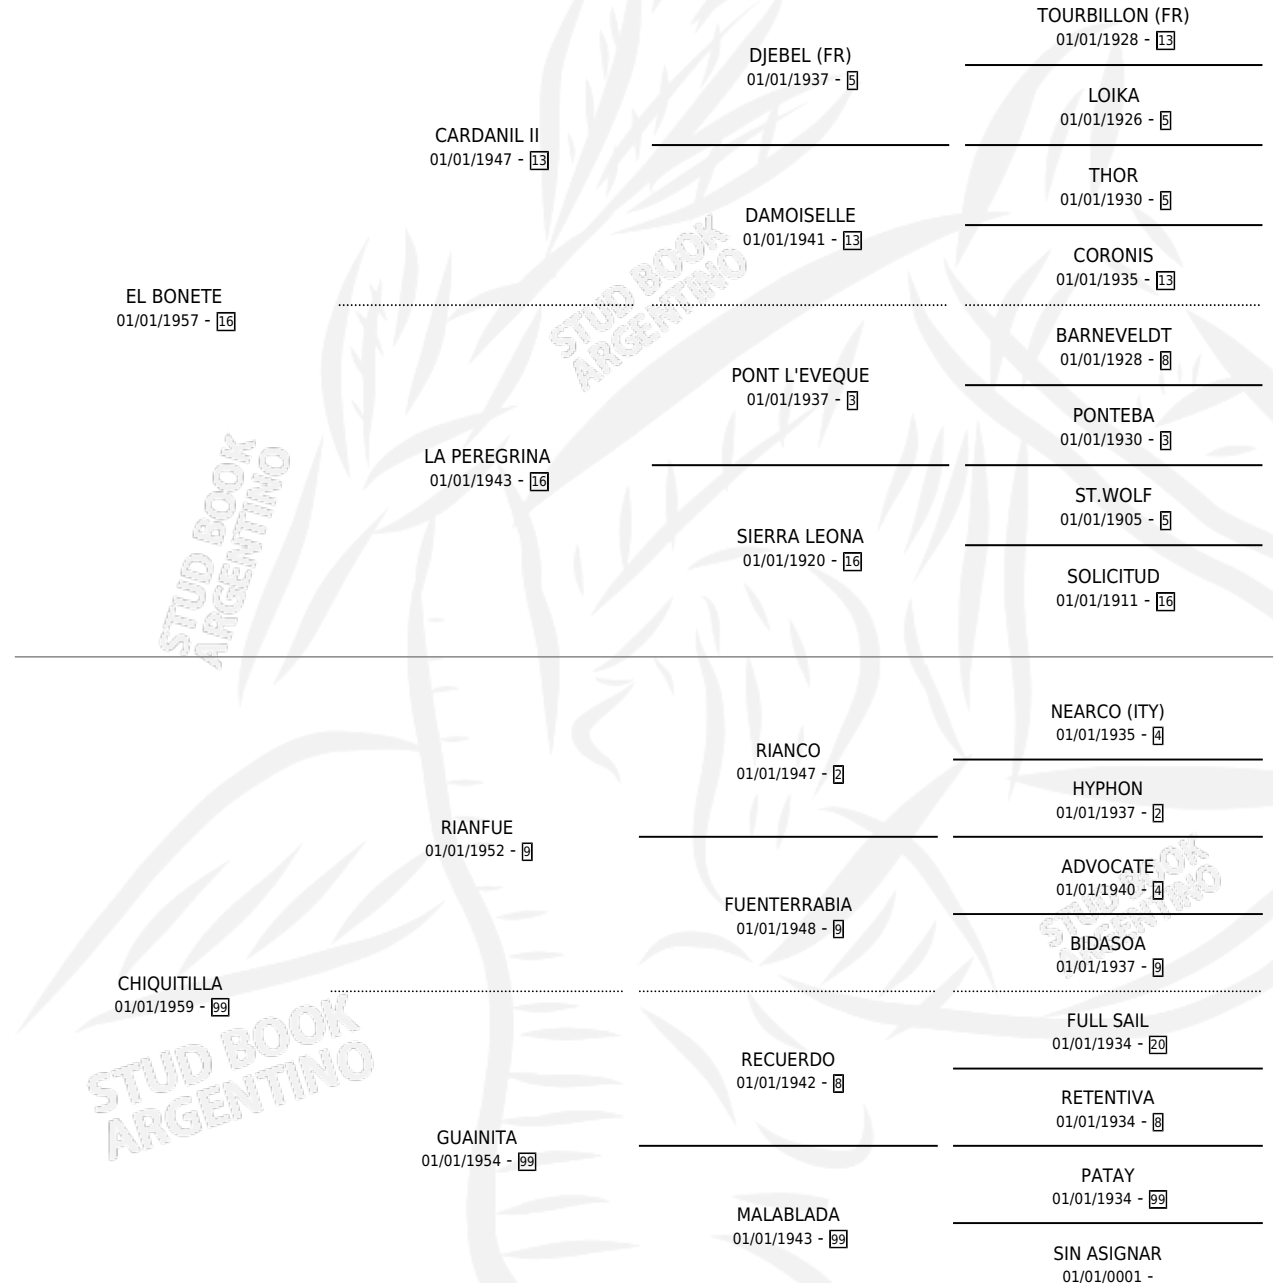 TOURBILLON (FR)
01/01/1928 - 13
DJEBEL (FR)
01/01/1937 - 5
LOIKA
01/01/1926 - 5
CARDANIL II
01/01/1947 - 13
THOR
01/01/1930 - 5
DAMOISELLE
01/01/1941 - 13
CORONIS
01/01/1935 - 13
EL BONETE
01/01/1957 - 16
BARNEVELDT
01/01/1928 - 8
PONT L'EVEQUE
01/01/1937 - 3
PONTEBA
01/01/1930 - 3
LA PEREGRINA
01/01/1943 - 16
ST.WOLF
01/01/1905 - 5
SIERRA LEONA
01/01/1920 - 16
SOLICITUD
01/01/1911 - 16
NEARCO (ITY)
01/01/1935 - 4
RIANCO
01/01/1947 - 2
HYPHON
01/01/1937 - 2
RIANFUE
01/01/1952 - 9
ADVOCATE
01/01/1940 - 4
FUENTERRABIA
01/01/1948 - 9
BIDASOA
01/01/1937 - 9
CHIQUITILLA
01/01/1959 - 99
FULL SAIL
01/01/1934 - 20
RECUERDO
01/01/1942 - 8
RETENTIVA
01/01/1934 - 8
GUAINITA
01/01/1954 - 99
PATAY
01/01/1934 - 99
MALABLADA
01/01/1943 - 99
SIN ASIGNAR
01/01/0001 -
STUD BOOK
ARGENTINO
STUD BOOK
ARGENTINO
STUD BOOK
ARGENTINO
STUD BOOK
ARGENTINO